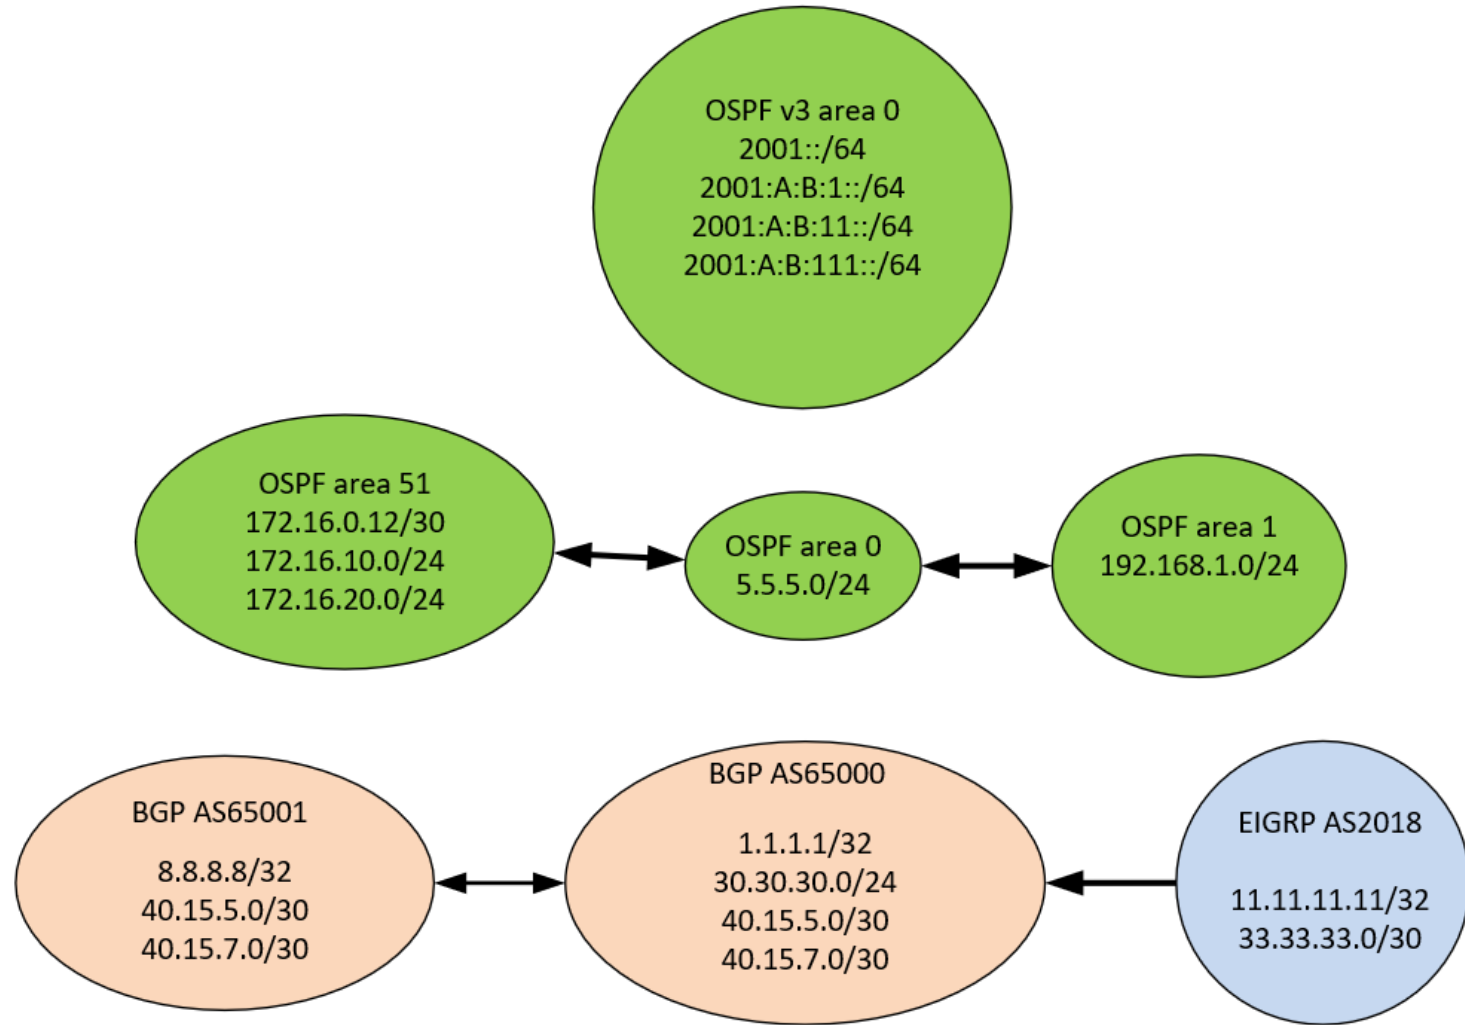 OSPF v3 area 0
2001::/64
2001:A:B:1::/64
2001:A:B:11::/64
2001:A:B:111::/64
OSPF area 51
172.16.0.12/30
172.16.10.0/24
172.16.20.0/24
OSPF area 0
5.5.5.0/24
OSPF area 1
192.168.1.0/24
BGP AS65001
8.8.8.8/32
40.15.5.0/30
40.15.7.0/30
BGP AS65000
1.1.1.1/32
30.30.30.0/24
40.15.5.0/30
40.15.7.0/30
EIGRP AS2018
11.11.11.11/32
33.33.33.0/30